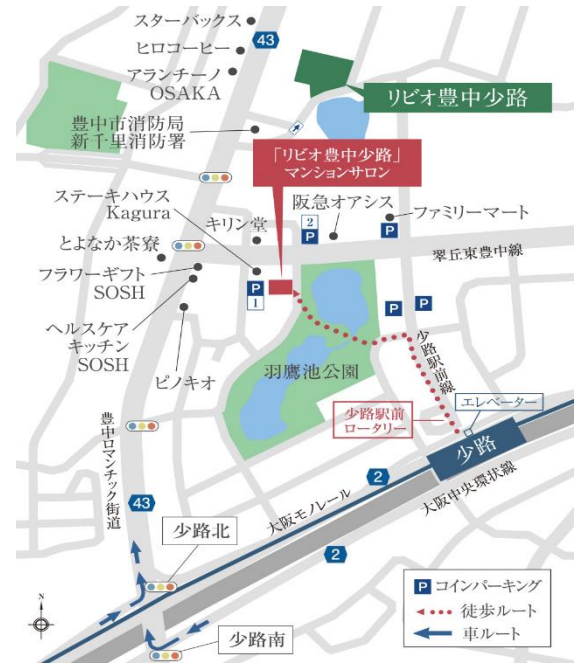 スターバックス
43
ヒロコーヒー
アランチーノ
OSAKA
リビオ豊中少路
豊中市消防局
新千里消防署
「リビオ豊中少路」
マンションサロン
ステーキハウス
Kagura
キリン堂
2
P
阪急オアシス
P
ファミリーマート
とよなか茶寮
翠丘東豊中線
フラワーギフト
SOSH
P
1
P
P
ヘルスケア
キッチン
SOSH
ピノキオ
羽鷹池公園
少路駅前線
少路駅前
ロータリー
エレベーター
少路
豊中ロマンチック街道
2
大阪モノレール
大阪中央環状線
43
少路北
2
少路南
N
P コインパーキング
徒歩ルート
車ルート